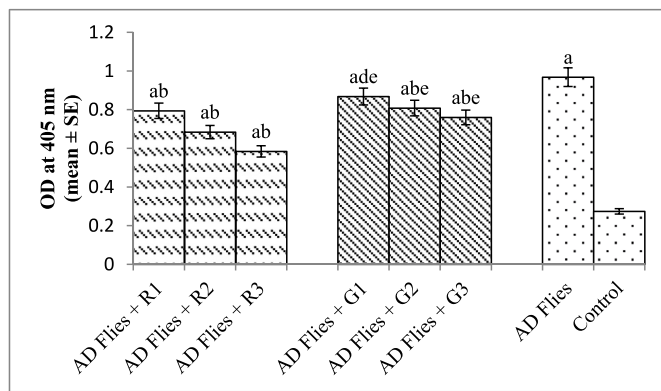 OD at 405 nm
(mean ± SE)
1.2
1
0.8
0.6
0.4
0.2
0
ab
ab
ab
ade
abe
abe
a
AD Flies + R1
AD Flies + R2
AD Flies + R3
AD Flies + G1
AD Flies + G2
AD Flies + G3
AD Flies
Control